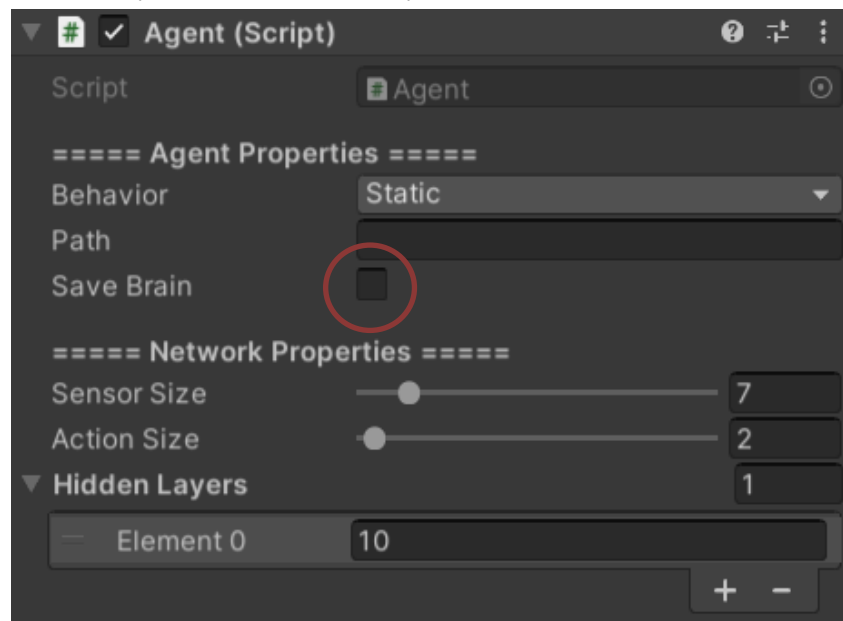 # Agent (Script)
Script # Agent
===== Agent Properties =====
Behavior Static
Path
Save Brain
===== Network Properties =====
Sensor Size 7
Action Size 2
Hidden Layers 1
Element 0 10
+ -